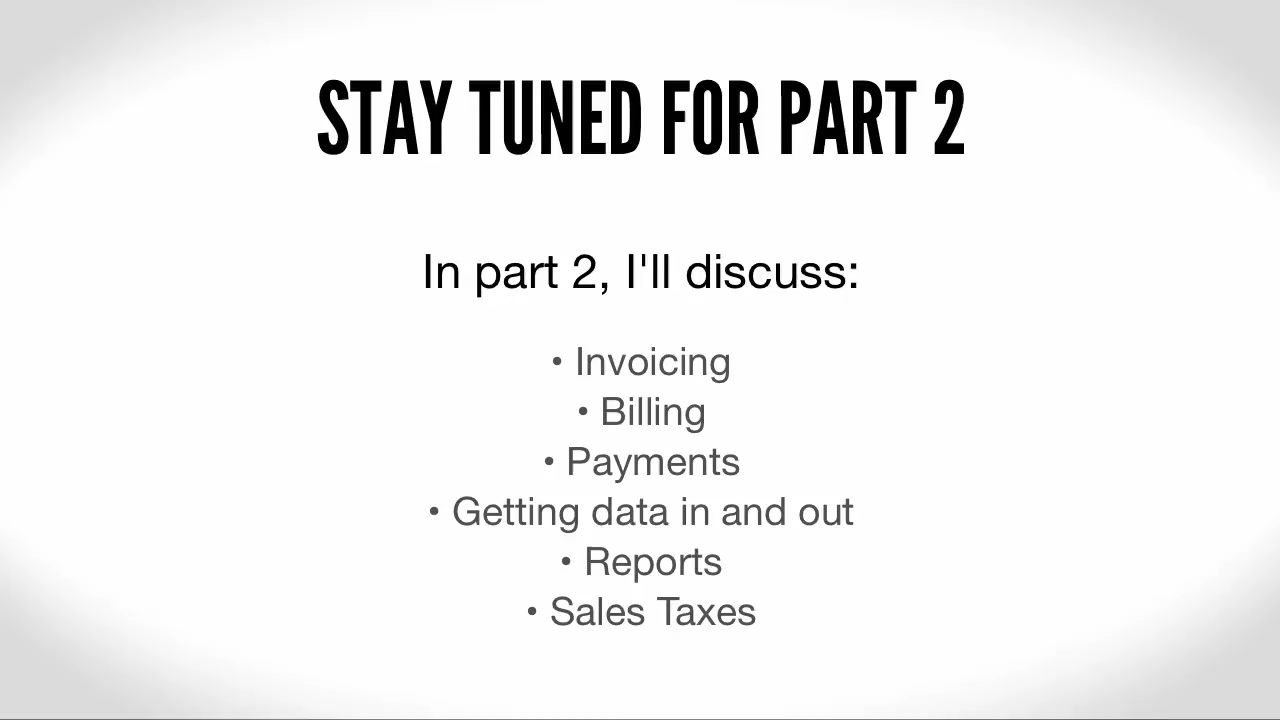 STAY TUNED FOR PART 2
In part 2, I'll discuss:
• Invoicing
• Billing
• Payments
• Getting data in and out
• Reports
• Sales Taxes